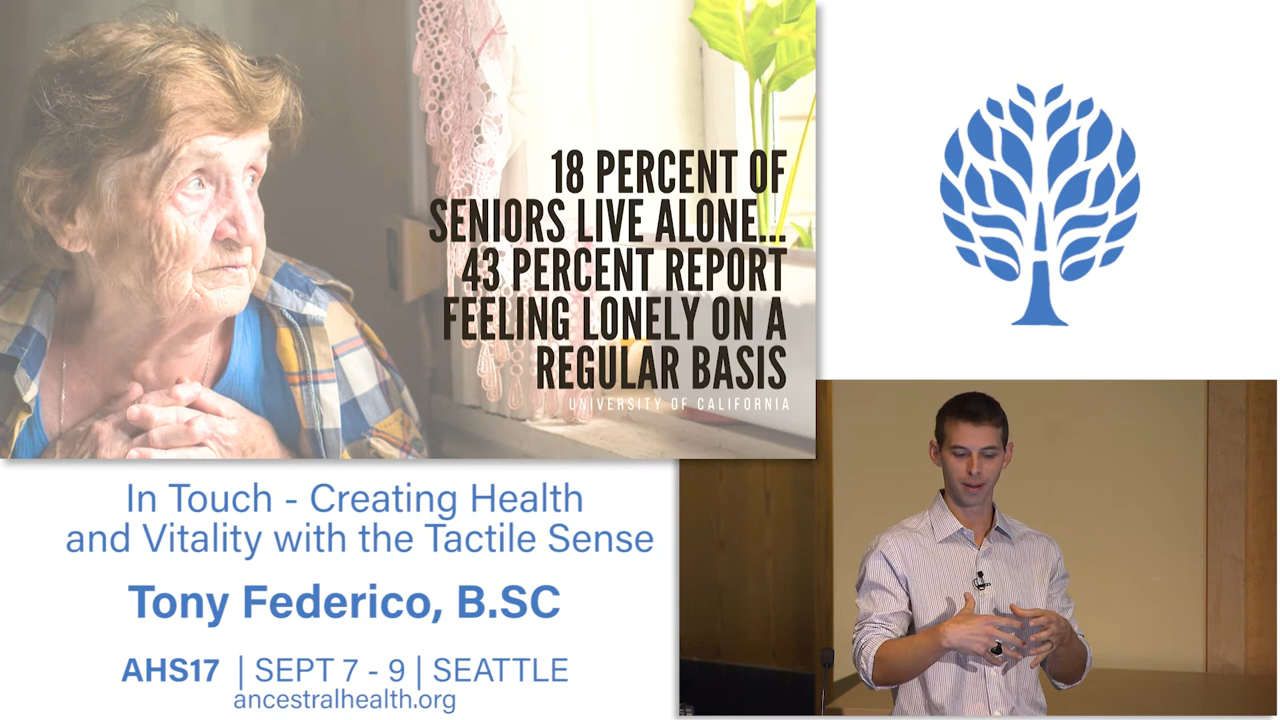 18 PERCENT OF
SENIORS LIVE ALONE...
43 PERCENT REPORT
FEELING LONELY ON A
REGULAR BASIS
UNIVERSITY OF CALIFORNIA
In Touch - Creating Health
and Vitality with the Tactile Sense
Tony Federico, B.SC
AHS17 | SEPT 7 - 9 | SEATTLE
ancestralhealth.org